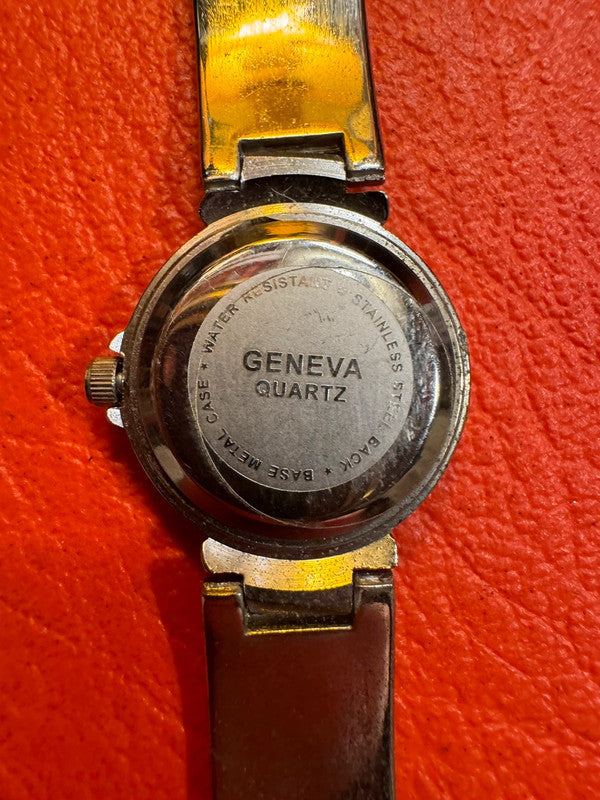 GENEVA
QUARTZ
* WATER RESISTANT * STAINLESS STEEL BACK * BASE METAL CASE